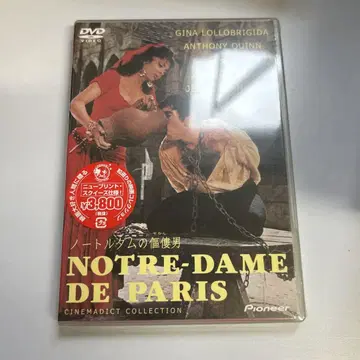 DVD
VIDEO
GINA LOLLOBRIGIDA
ANTHONY QUINN
ニュープリント・
スクイーズ仕様!
¥3,800
(税抜)
ノートルダムの傴僂男
NOTRE-DAME
DE PARIS
CINEMADICT COLLECTION
Pioneer